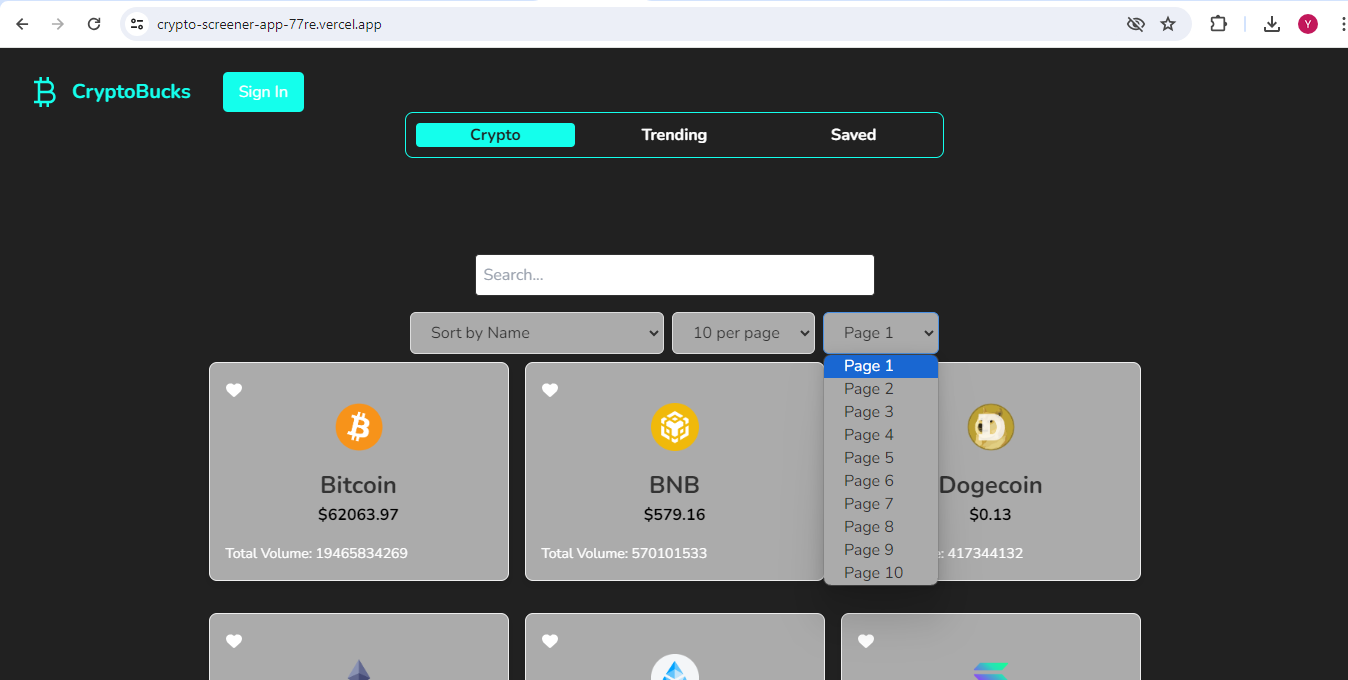 crypto-screener-app-77re.vercel.app
Y
CryptoBucks
Sign In
Crypto
Trending
Saved
Search...
Sort by Name
10 per page
Page 1
Page 1
Page 2
Page 3
Page 4
Page 5
Page 6
Page 7
Page 8
Page 9
Page 10
Bitcoin
$62063.97
Total Volume: 19465834269
BNB
$579.16
Total Volume: 570101533
Dogecoin
$0.13
: 417344132